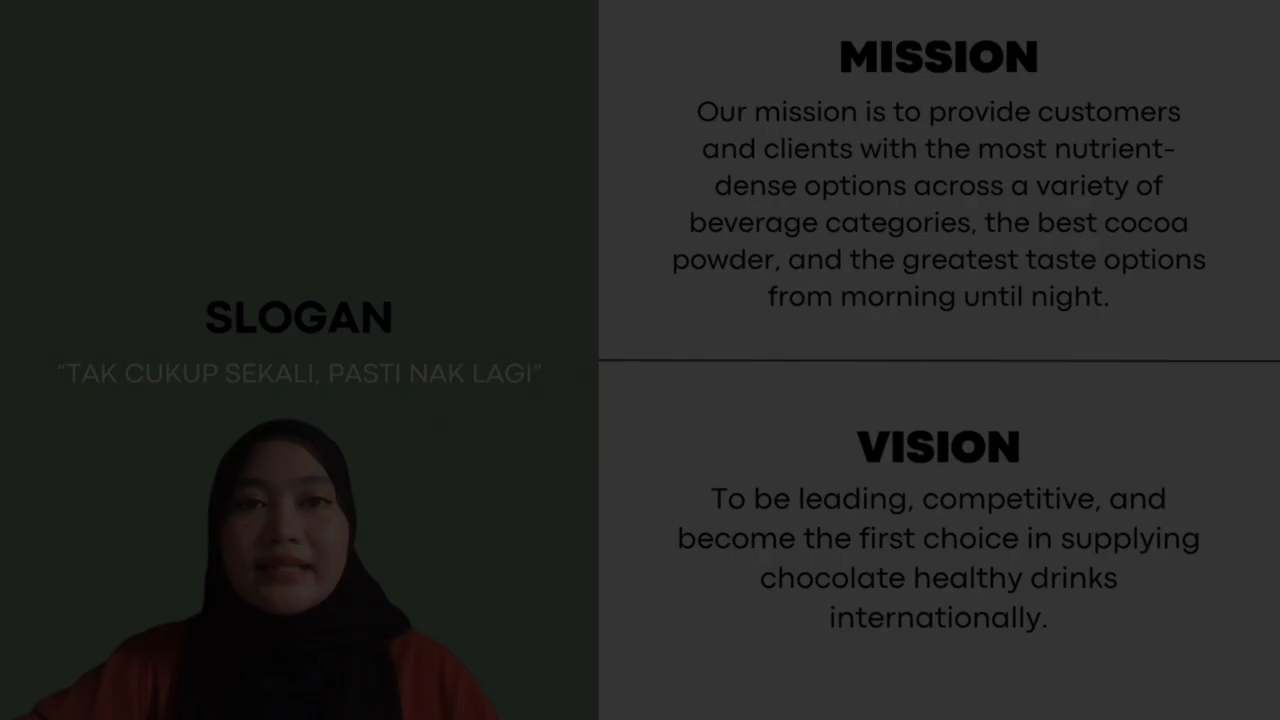 SLOGAN
"TAK CUKUP SEKALI, PASTI NAK LAGI"
MISSION
Our mission is to provide customers
and clients with the most nutrient-
dense options across a variety of
beverage categories, the best cocoa
powder, and the greatest taste options
from morning until night.
VISION
To be leading, competitive, and
become the first choice in supplying
chocolate healthy drinks
internationally.